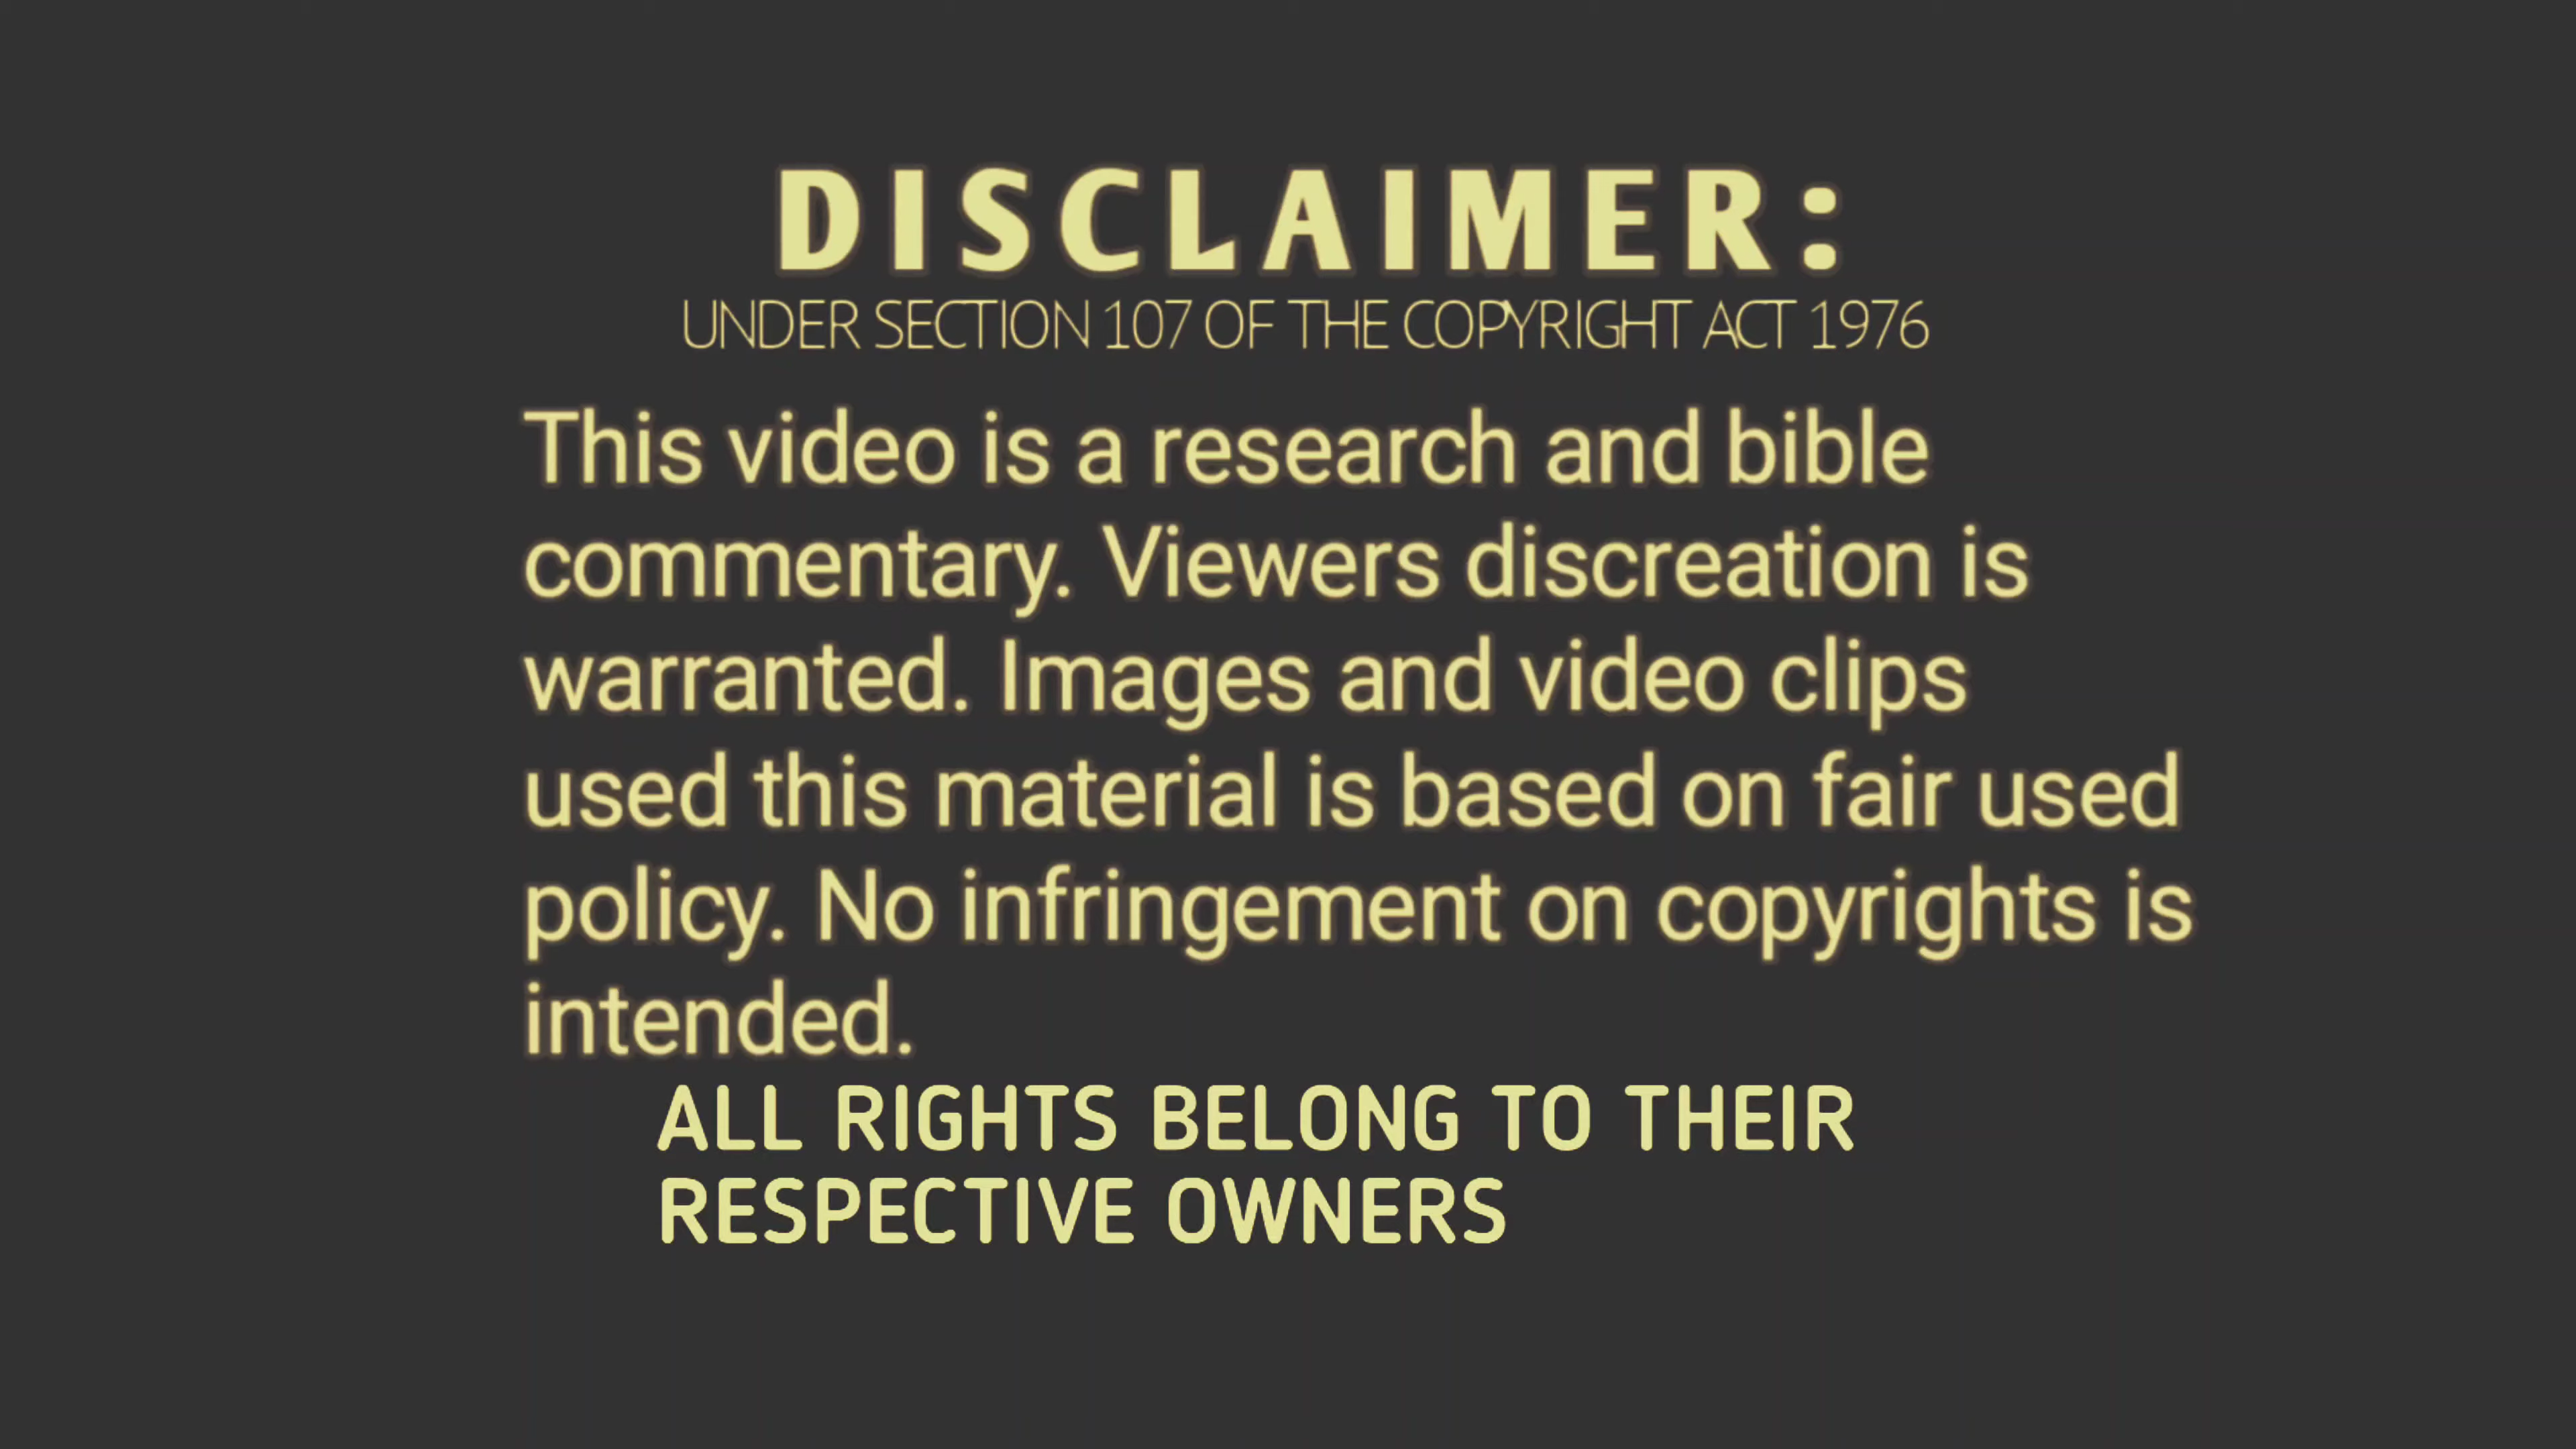 DISCLAIMER:
UNDER SECTION 107 OF THE COPYRIGHT ACT 1976
This video is a research and bible
commentary. Viewers discreation is
warranted. Images and video clips
used this material is based on fair used
policy. No infringement on copyrights is
intended.
ALL RIGHTS BELONG TO THEIR
RESPECTIVE OWNERS